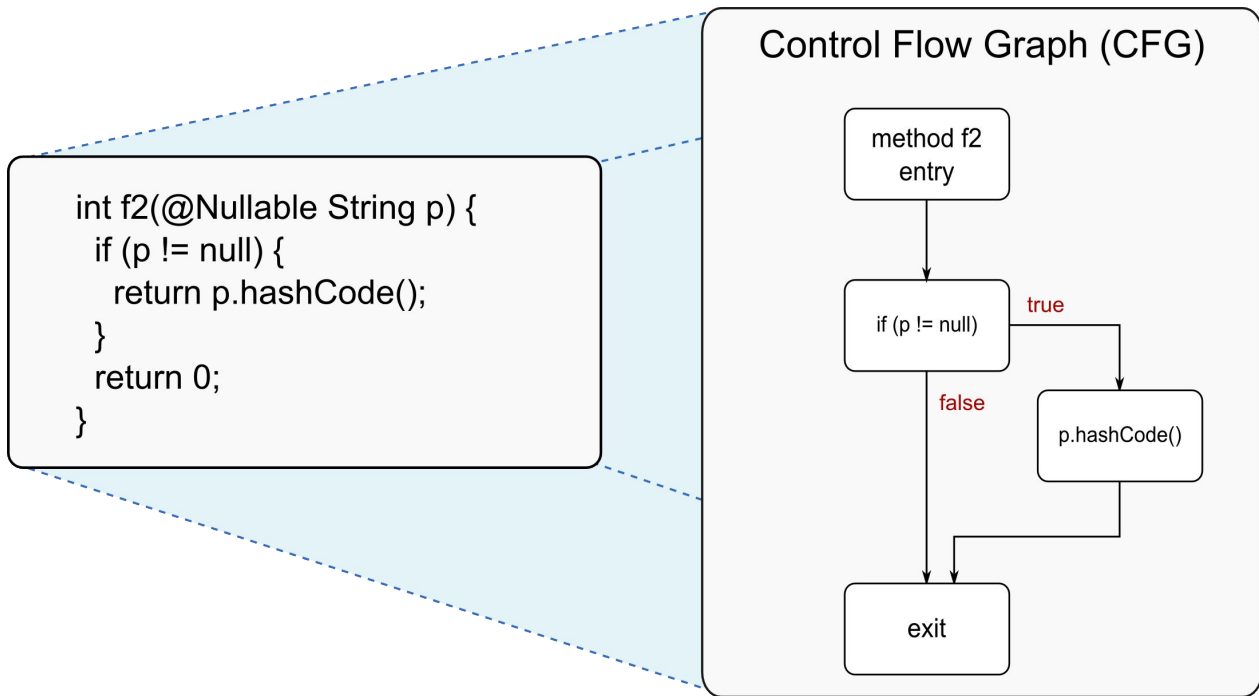 int f2(@Nullable String p) {
if (p != null) {
return p.hashCode();
}
return 0;
}
Control Flow Graph (CFG)
method f2
entry
if (p != null)
true
false
p.hashCode()
exit